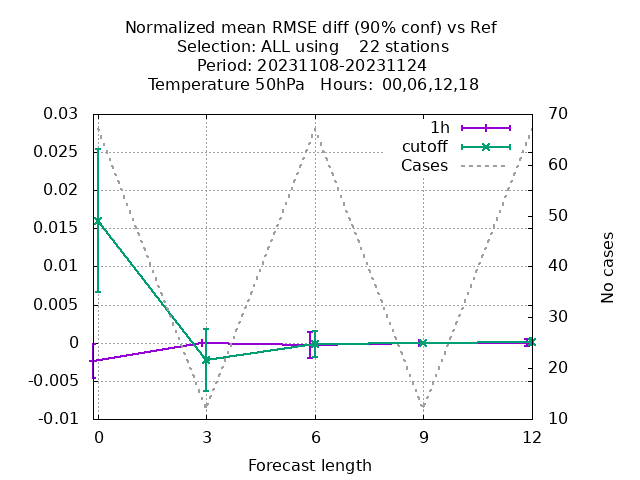 Normalized mean RMSE diff (90% conf) vs Ref
Selection: ALL using    22 stations
Period: 20231108-20231124
Temperature 50hPa   Hours:  00,06,12,18
0.03
0.025
0.02
0.015
0.01
0.005
0
-0.005
-0.01
70
60
50
40
30
20
10
1h
cutoff
Cases
No cases
0 3 6 9 12
Forecast length